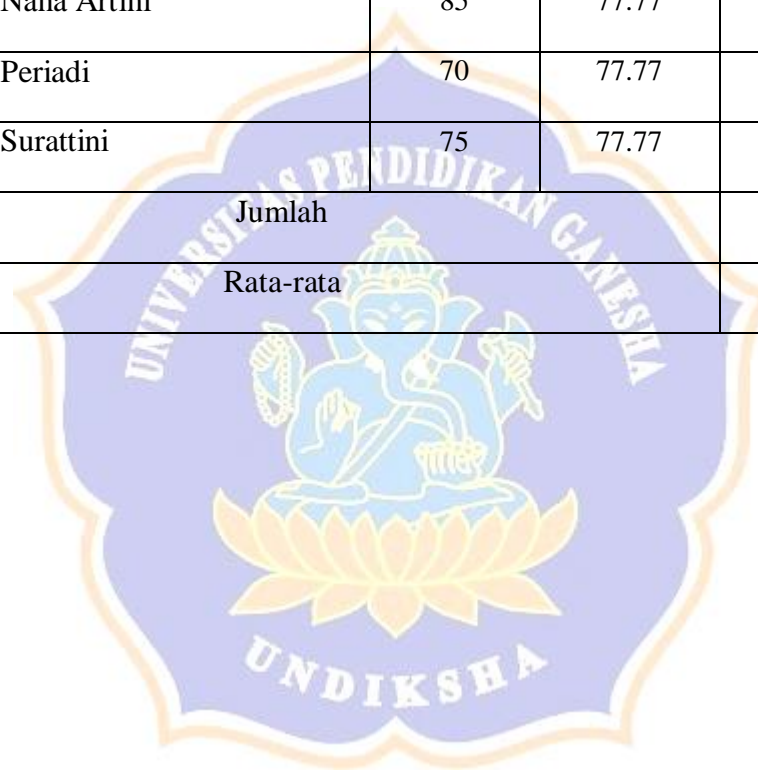 Nana Artini 85 77.77
Periadi 70 77.77
Surattini 75 77.77
Jumlah
Rata-rata
UNIVERSITAS PENDIDIKAN GANESHA
UNDIKSHA